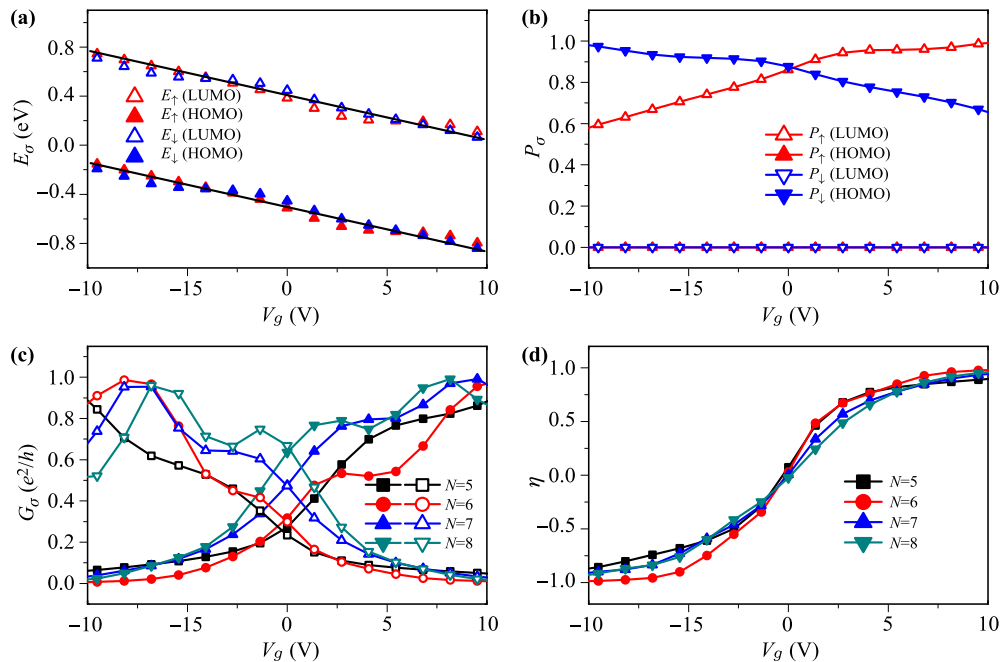 (a)
0.8
0.4
0.0
−0.4
−0.8
E↑ (LUMO)
E↑ (HOMO)
E↓ (LUMO)
E↓ (HOMO)
Eσ (eV)
−10
−15
0
5
10
Vg (V)
(b)
1.0
0.8
0.6
0.4
0.2
0.0
P↑ (LUMO)
P↑ (HOMO)
P↓ (LUMO)
P↓ (HOMO)
Pσ
−10
−15
0
5
10
Vg (V)
(c)
1.0
0.8
0.6
0.4
0.2
0.0
N=5
N=6
N=7
N=8
Gσ (e²/h)
−10
−15
0
5
10
Vg (V)
(d)
1.0
0.5
0.0
−0.5
−1.0
N=5
N=6
N=7
N=8
η
−10
−15
0
5
10
Vg (V)